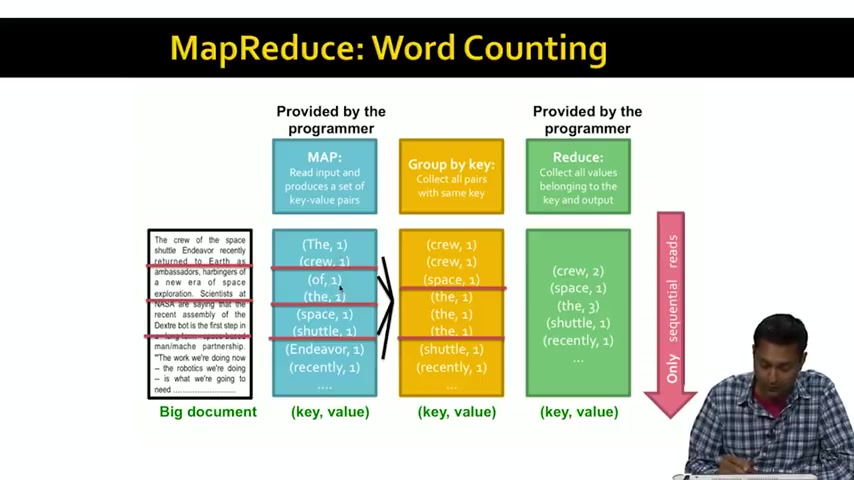 MapReduce: Word Counting
Provided by the
programmer
Provided by the
programmer
MAP:
Read input and
produces a set of
key-value pairs
Group by key:
Collect all pairs
with same key
Reduce:
Collect all values
belonging to the
key and output
The crew of the space
shuttle Endeavor recently
returned to Earth as
ambassadors, harbingers of
a new era of space
exploration. Scientists at
NASA are saying that the
recent assembly of the
Dextre bot is the first step in
a long-term space-based
man/mache partnership.
"The work we're doing now
-- the robotics we're doing
-- is what we're going to
need ........................
Big document
(The, 1)
(crew, 1)
(of, 1)
(the, 1)
(space, 1)
(shuttle, 1)
(Endeavor, 1)
(recently, 1)
....
(key, value)
(crew, 1)
(crew, 1)
(space, 1)
(the, 1)
(the, 1)
(the, 1)
(shuttle, 1)
(recently, 1)
...
(key, value)
(crew, 2)
(space, 1)
(the, 3)
(shuttle, 1)
(recently, 1)
...
(key, value)
Only sequential reads